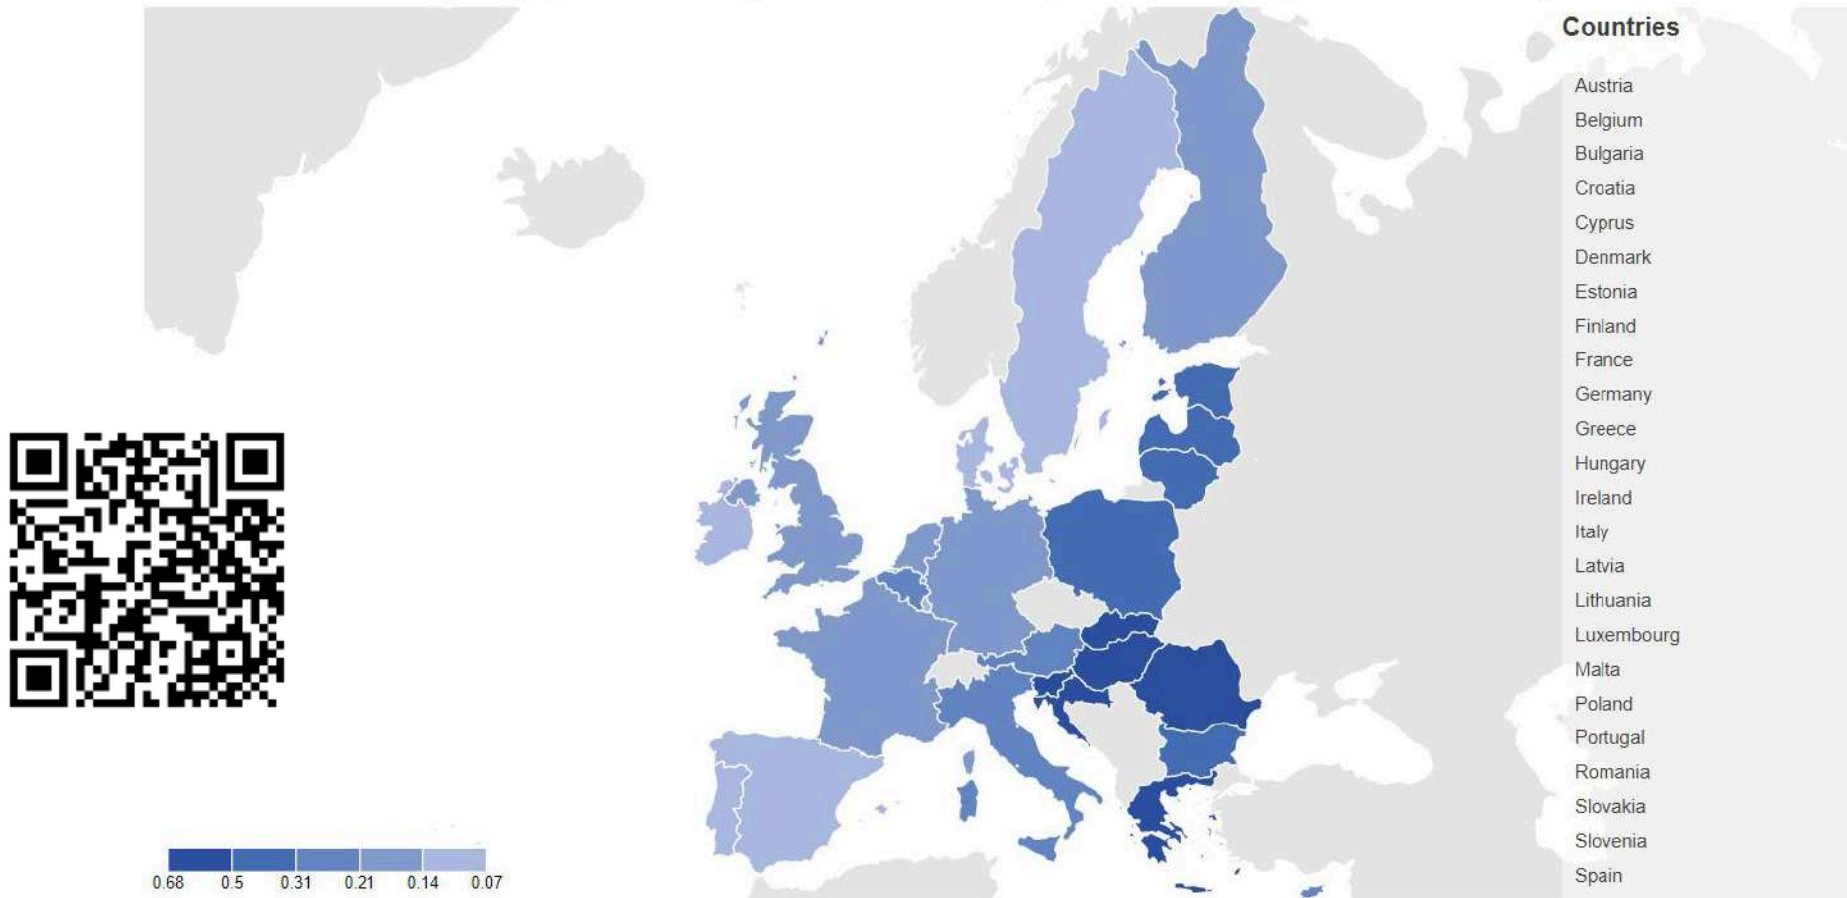 Countries
Austria
Belgium
Bulgaria
Croatia
Cyprus
Denmark
Estonia
Finland
France
Germany
Greece
Hungary
Ireland
Italy
Latvia
Lithuania
Luxembourg
Malta
Poland
Portugal
Romania
Slovakia
Slovenia
Spain
0.68 0.5 0.31 0.21 0.14 0.07